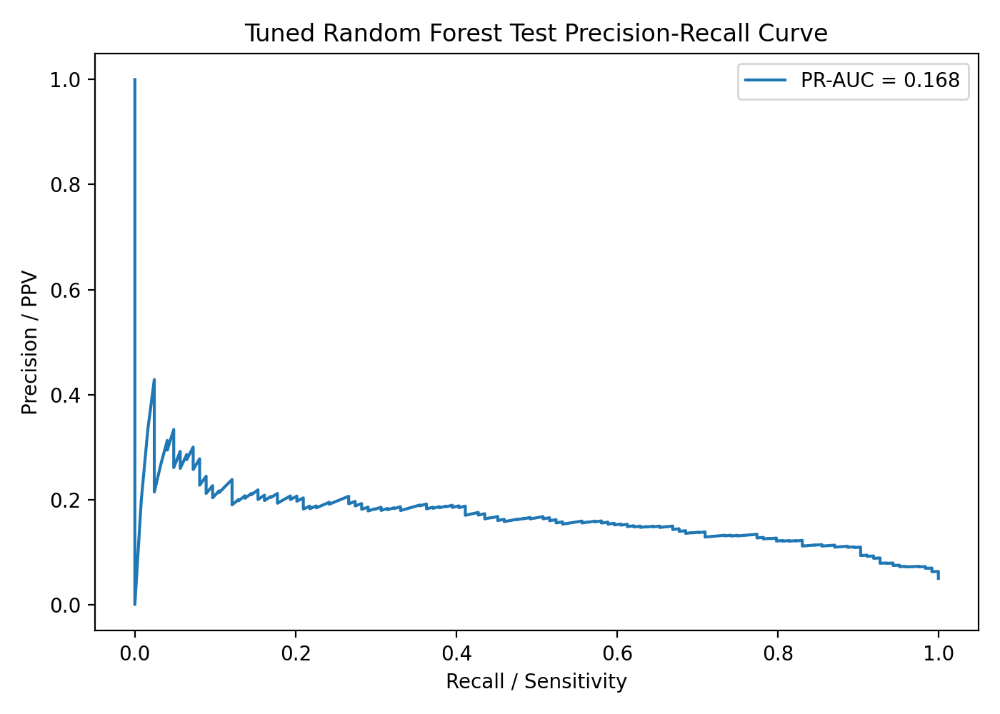 Tuned Random Forest Test Precision-Recall Curve
PR-AUC = 0.168
Precision / PPV
1.0
0.8
0.6
0.4
0.2
0.0
0.0 0.2 0.4 0.6 0.8 1.0
Recall / Sensitivity